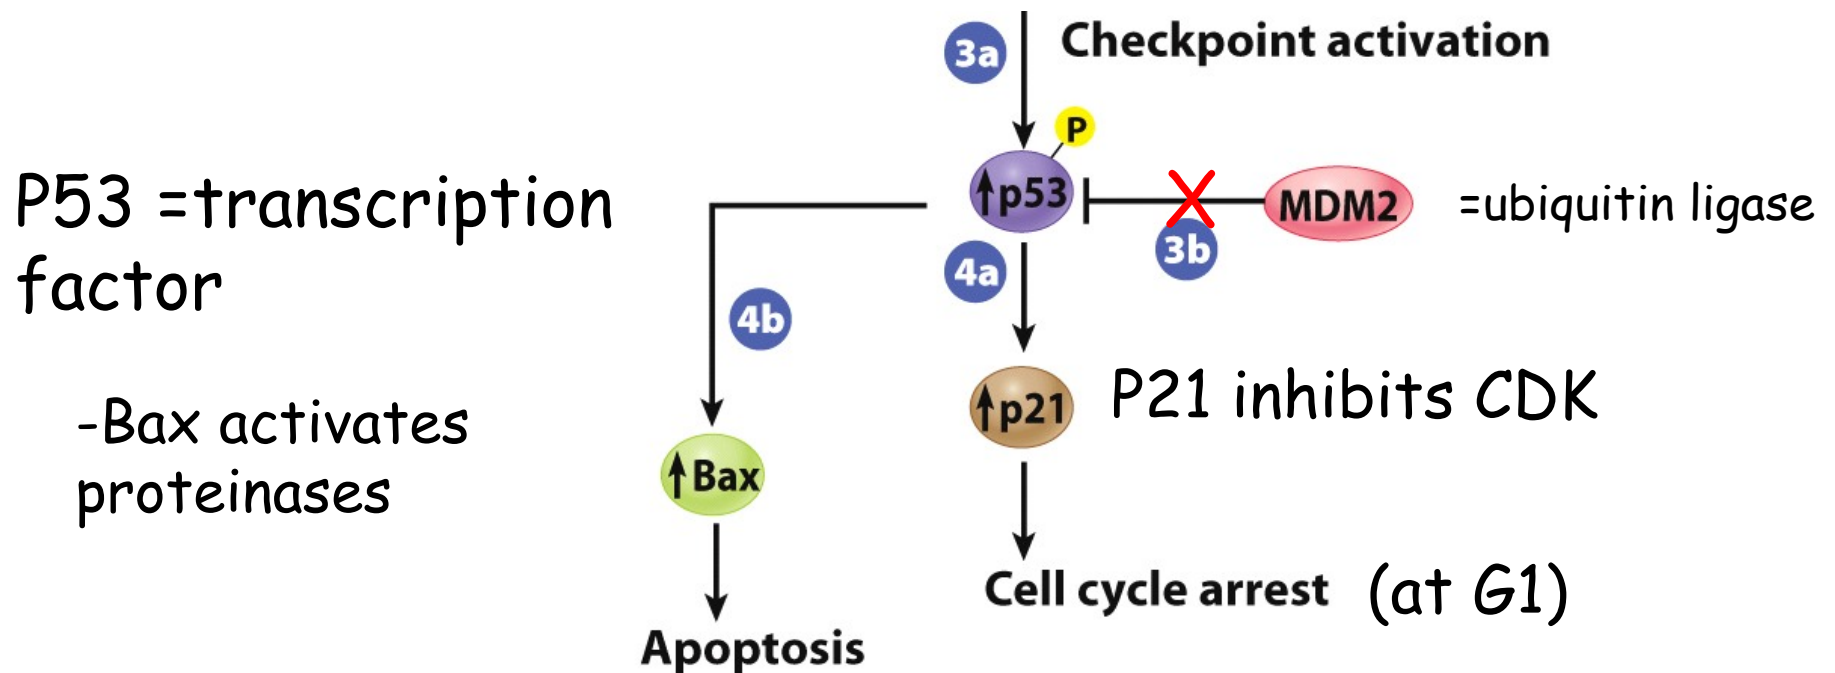 3a
Checkpoint activation
P
P53 =transcription
factor
↑p53
MDM2
=ubiquitin ligase
3b
4a
4b
-Bax activates
proteinases
↑p21
P21 inhibits CDK
↑Bax
Cell cycle arrest (at G1)
Apoptosis